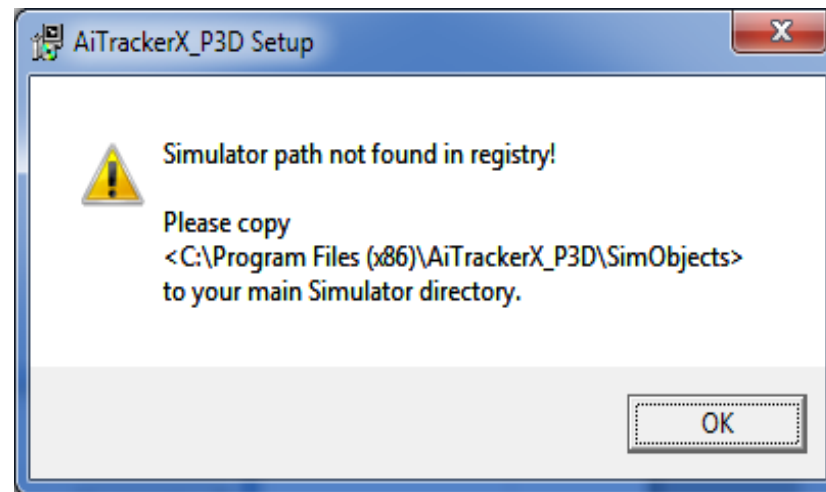 AiTrackerX_P3D Setup
Simulator path not found in registry!
Please copy
<C:\Program Files (x86)\AiTrackerX_P3D\SimObjects>
to your main Simulator directory.
OK